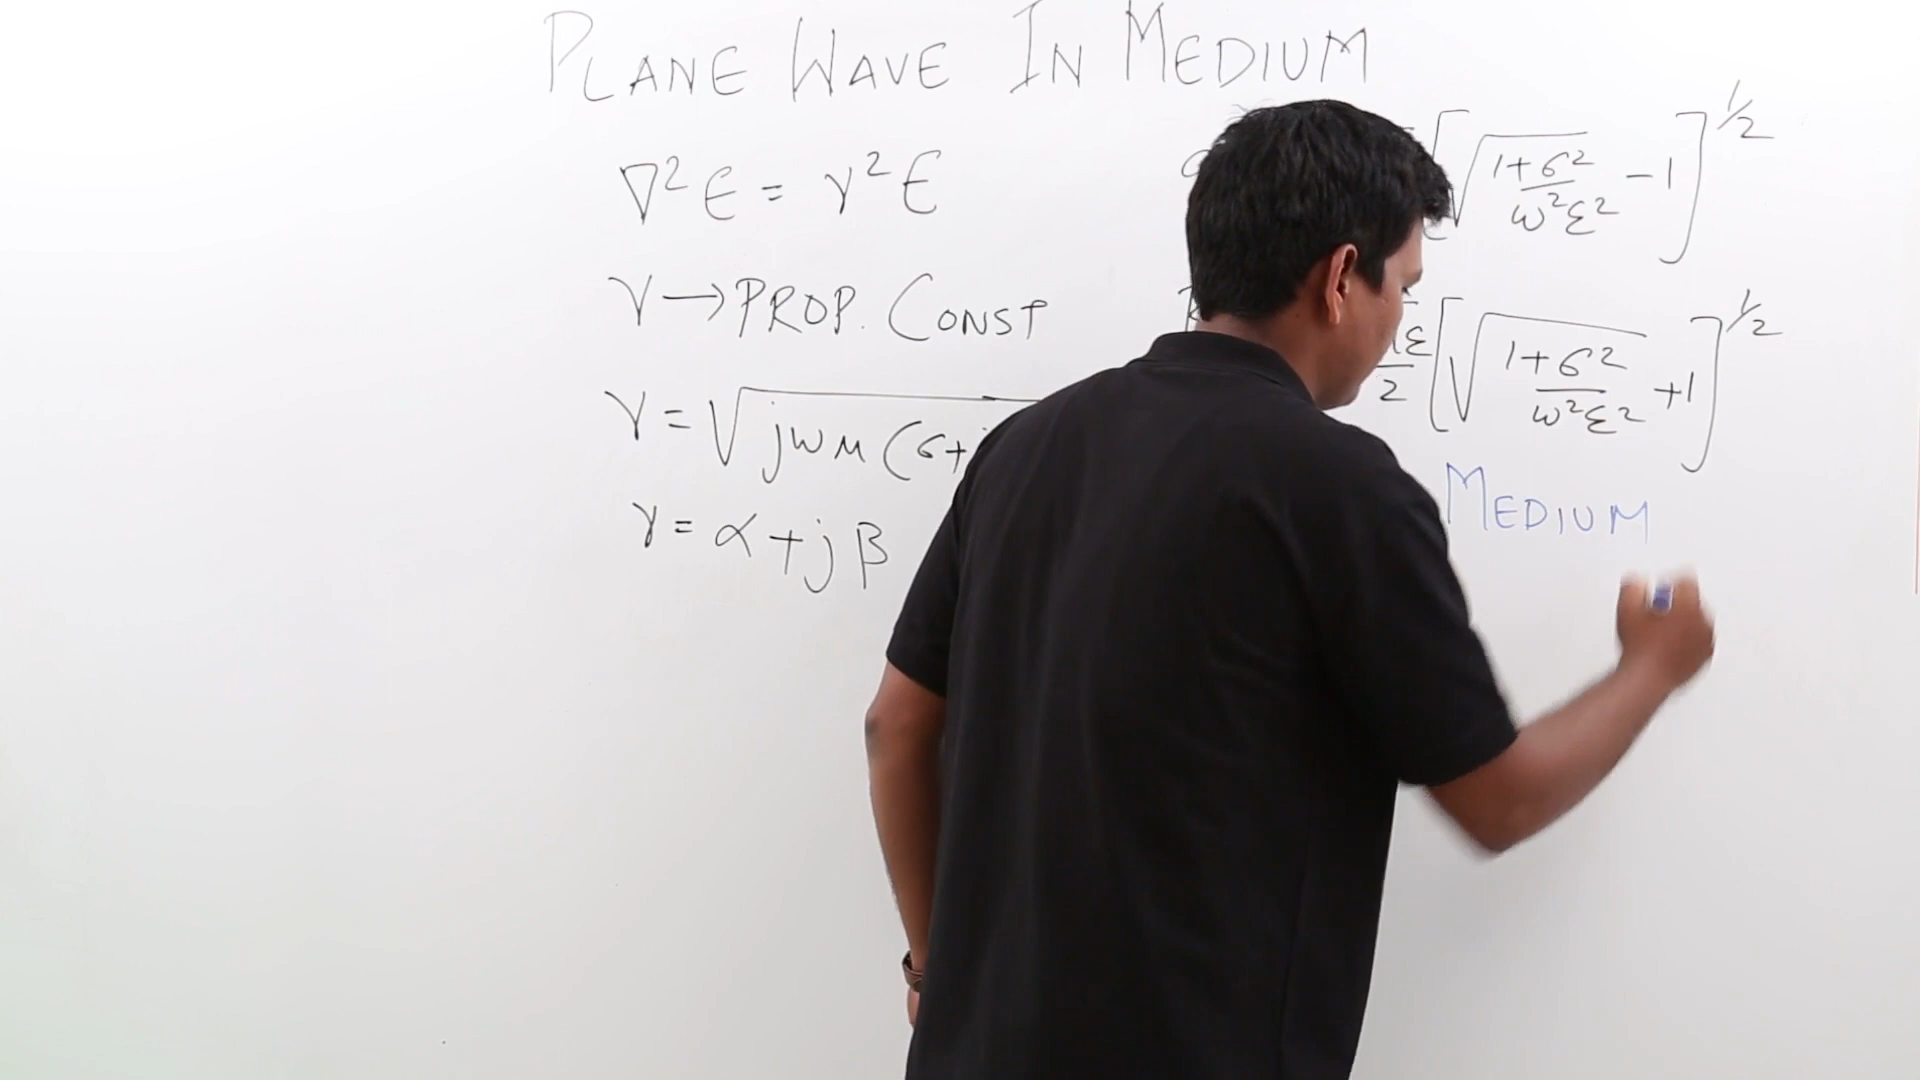 PLANE WAVE IN MEDIUM
∇²E = γ²E
γ → PROP. CONST
γ = √jωμ(σ+
γ = α + jβ
[√1+σ²/ω²ε² -1]^1/2
ε/2 [√1+σ²/ω²ε² +1]^1/2
MEDIUM